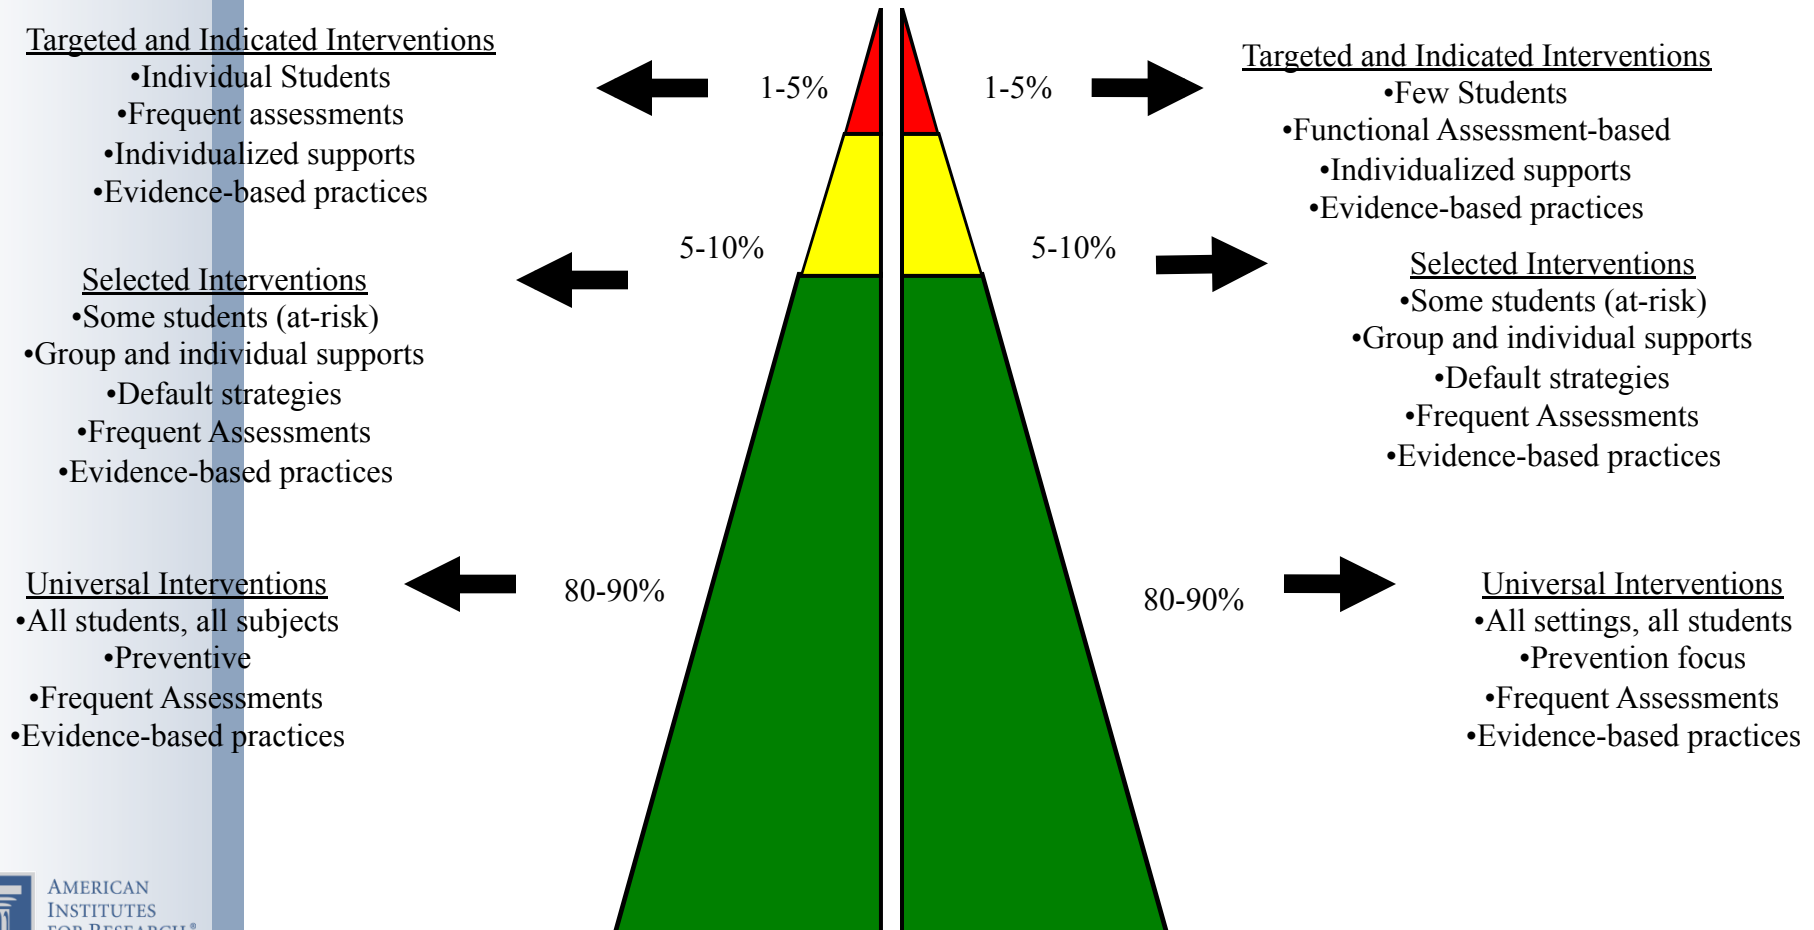 Targeted and Indicated Interventions
•Individual Students
•Frequent assessments
•Individualized supports
•Evidence-based practices
1-5%
Selected Interventions
•Some students (at-risk)
•Group and individual supports
•Default strategies
•Frequent Assessments
•Evidence-based practices
5-10%
Universal Interventions
•All students, all subjects
•Preventive
•Frequent Assessments
•Evidence-based practices
80-90%
1-5%
Targeted and Indicated Interventions
•Few Students
•Functional Assessment-based
•Individualized supports
•Evidence-based practices
5-10%
Selected Interventions
•Some students (at-risk)
•Group and individual supports
•Default strategies
•Frequent Assessments
•Evidence-based practices
80-90%
Universal Interventions
•All settings, all students
•Prevention focus
•Frequent Assessments
•Evidence-based practices
AMERICAN
INSTITUTES
FOR RESEARCH®